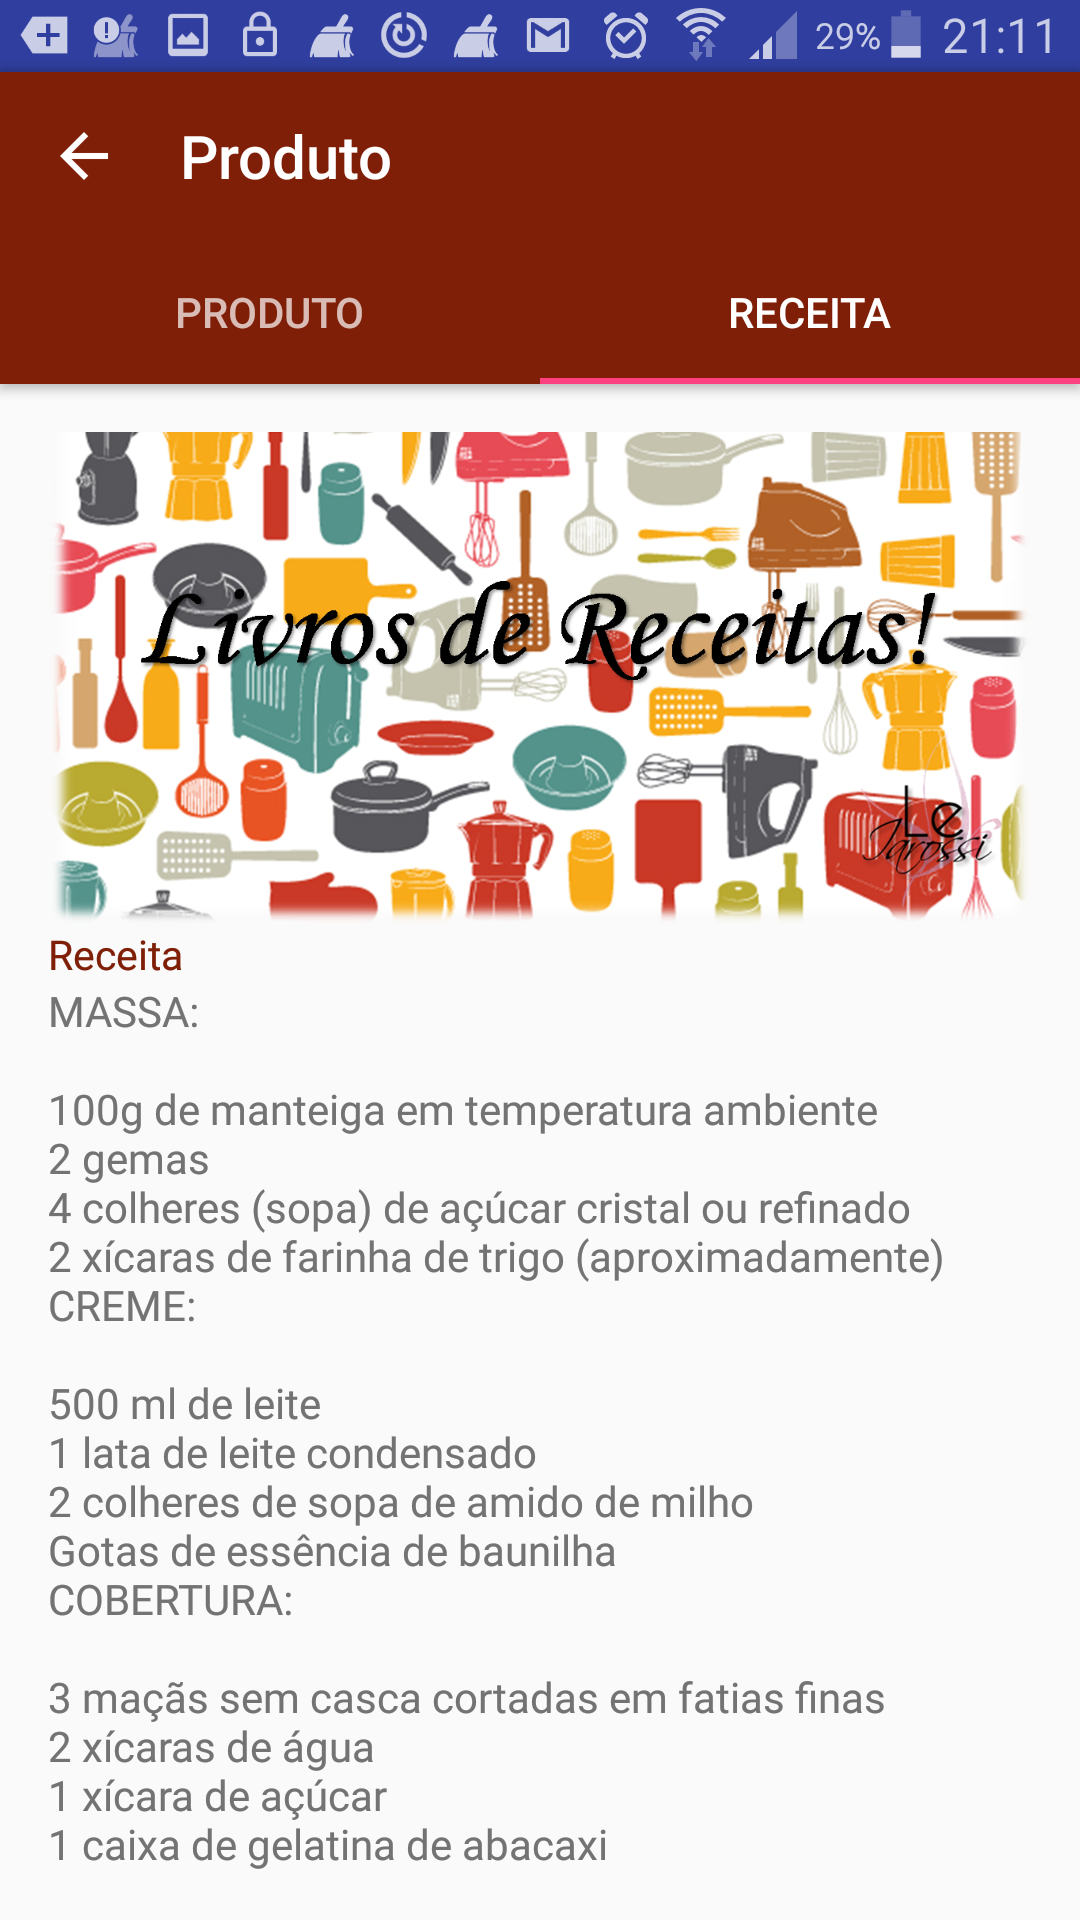 29% 21:11
Produto
PRODUTO RECEITA
Livros de Receitas!
Le
Jarossi
Receita
MASSA:
100g de manteiga em temperatura ambiente
2 gemas
4 colheres (sopa) de açúcar cristal ou refinado
2 xícaras de farinha de trigo (aproximadamente)
CREME:
500 ml de leite
1 lata de leite condensado
2 colheres de sopa de amido de milho
Gotas de essência de baunilha
COBERTURA:
3 maçãs sem casca cortadas em fatias finas
2 xícaras de água
1 xícara de açúcar
1 caixa de gelatina de abacaxi